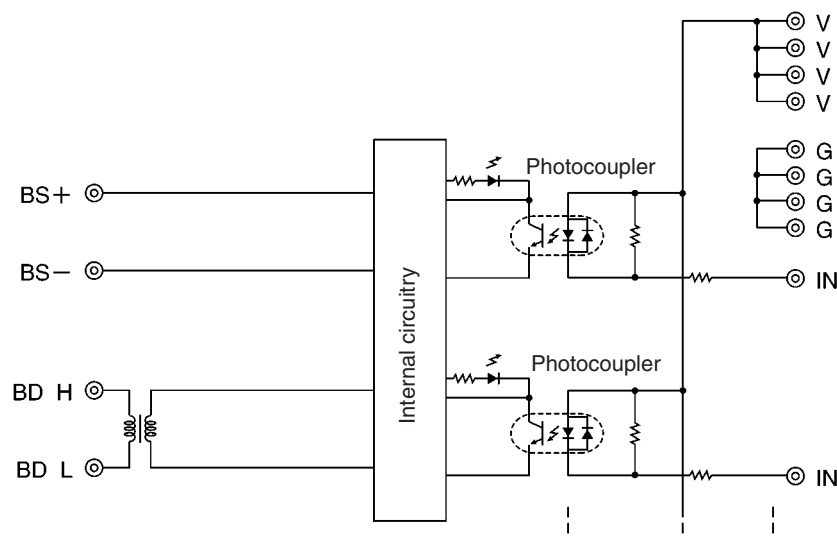 V
V
V
V
G
G
G
G
Photocoupler
BS+
BS−
IN
Internal circuitry
Photocoupler
BD H
BD L
IN